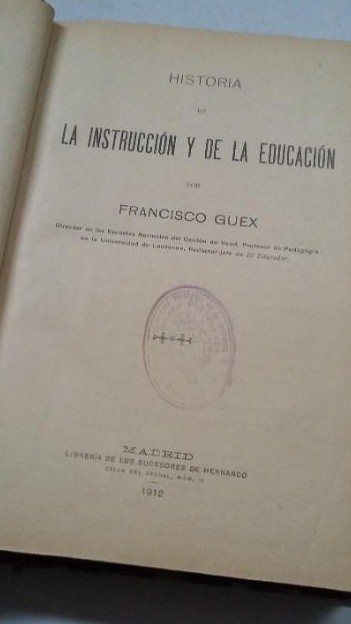 HISTORIA
DE
LA INSTRUCCIÓN Y DE LA EDUCACIÓN
POR
FRANCISCO GUEX
Director de las Escuelas Normales del Cantón de Vaud, Profesor de Pedagogía
en la Universidad de Lausanne, Redactor-jefe de El Educador.
MADRID
LIBRERÍA DE LOS SUCESORES DE HERNANDO
CALLE DEL ARENAL, NÚM. 11
1912